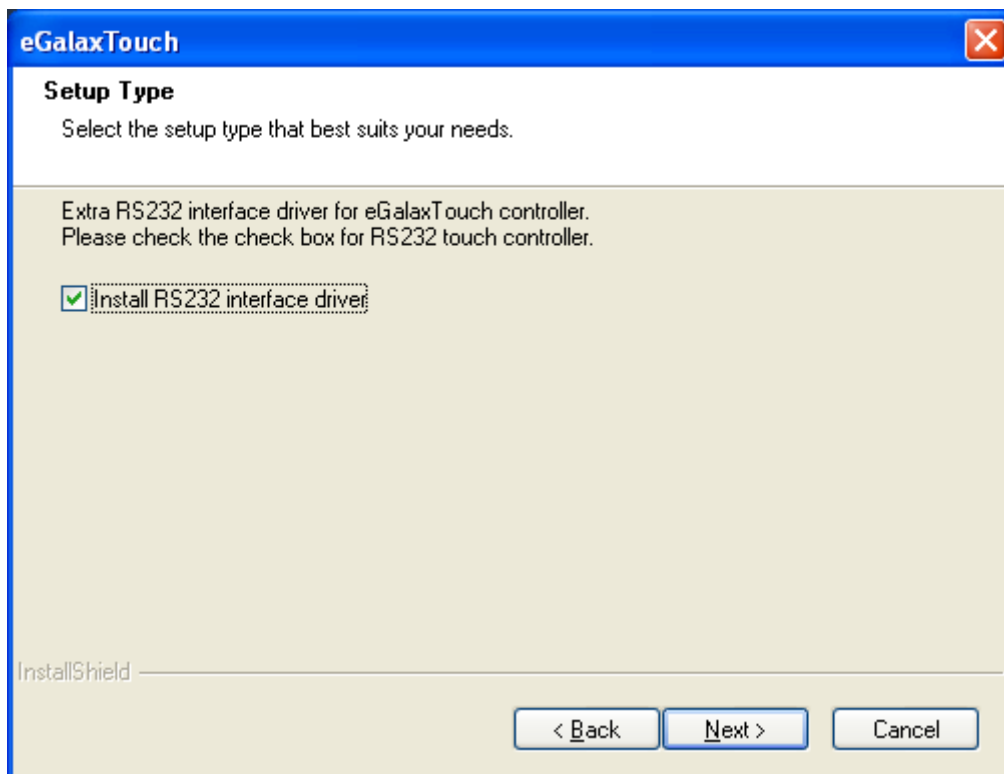 eGalaxTouch
Setup Type
Select the setup type that best suits your needs.
Extra RS232 interface driver for eGalaxTouch controller.
Please check the check box for RS232 touch controller.
Install RS232 interface driver
InstallShield
< Back
Next >
Cancel